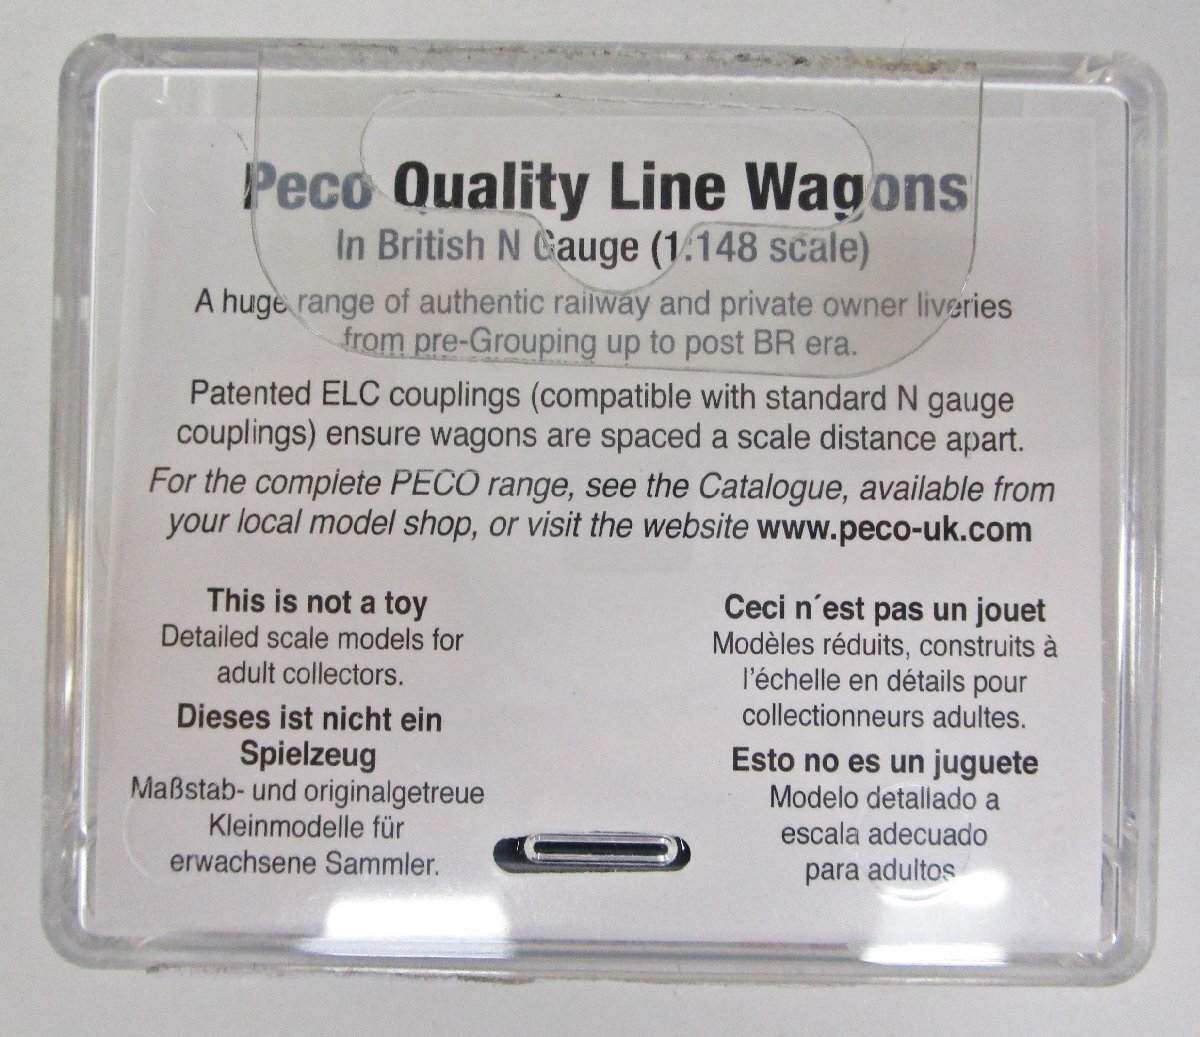 Peco Quality Line Wagons
In British N Gauge (1:148 scale)
A huge range of authentic railway and private owner liveries
from pre-Grouping up to post BR era.
Patented ELC couplings (compatible with standard N gauge
couplings) ensure wagons are spaced a scale distance apart.
For the complete PECO range, see the Catalogue, available from
your local model shop, or visit the website www.peco-uk.com
This is not a toy
Detailed scale models for
adult collectors.
Dieses ist nicht ein
Spielzeug
Maßstab- und originalgetreue
Kleinmodelle für
erwachsene Sammler.
Ceci n´est pas un jouet
Modèles réduits, construits à
l'échelle en détails pour
collectionneurs adultes.
Esto no es un juguete
Modelo detallado a
escala adecuado
para adultos